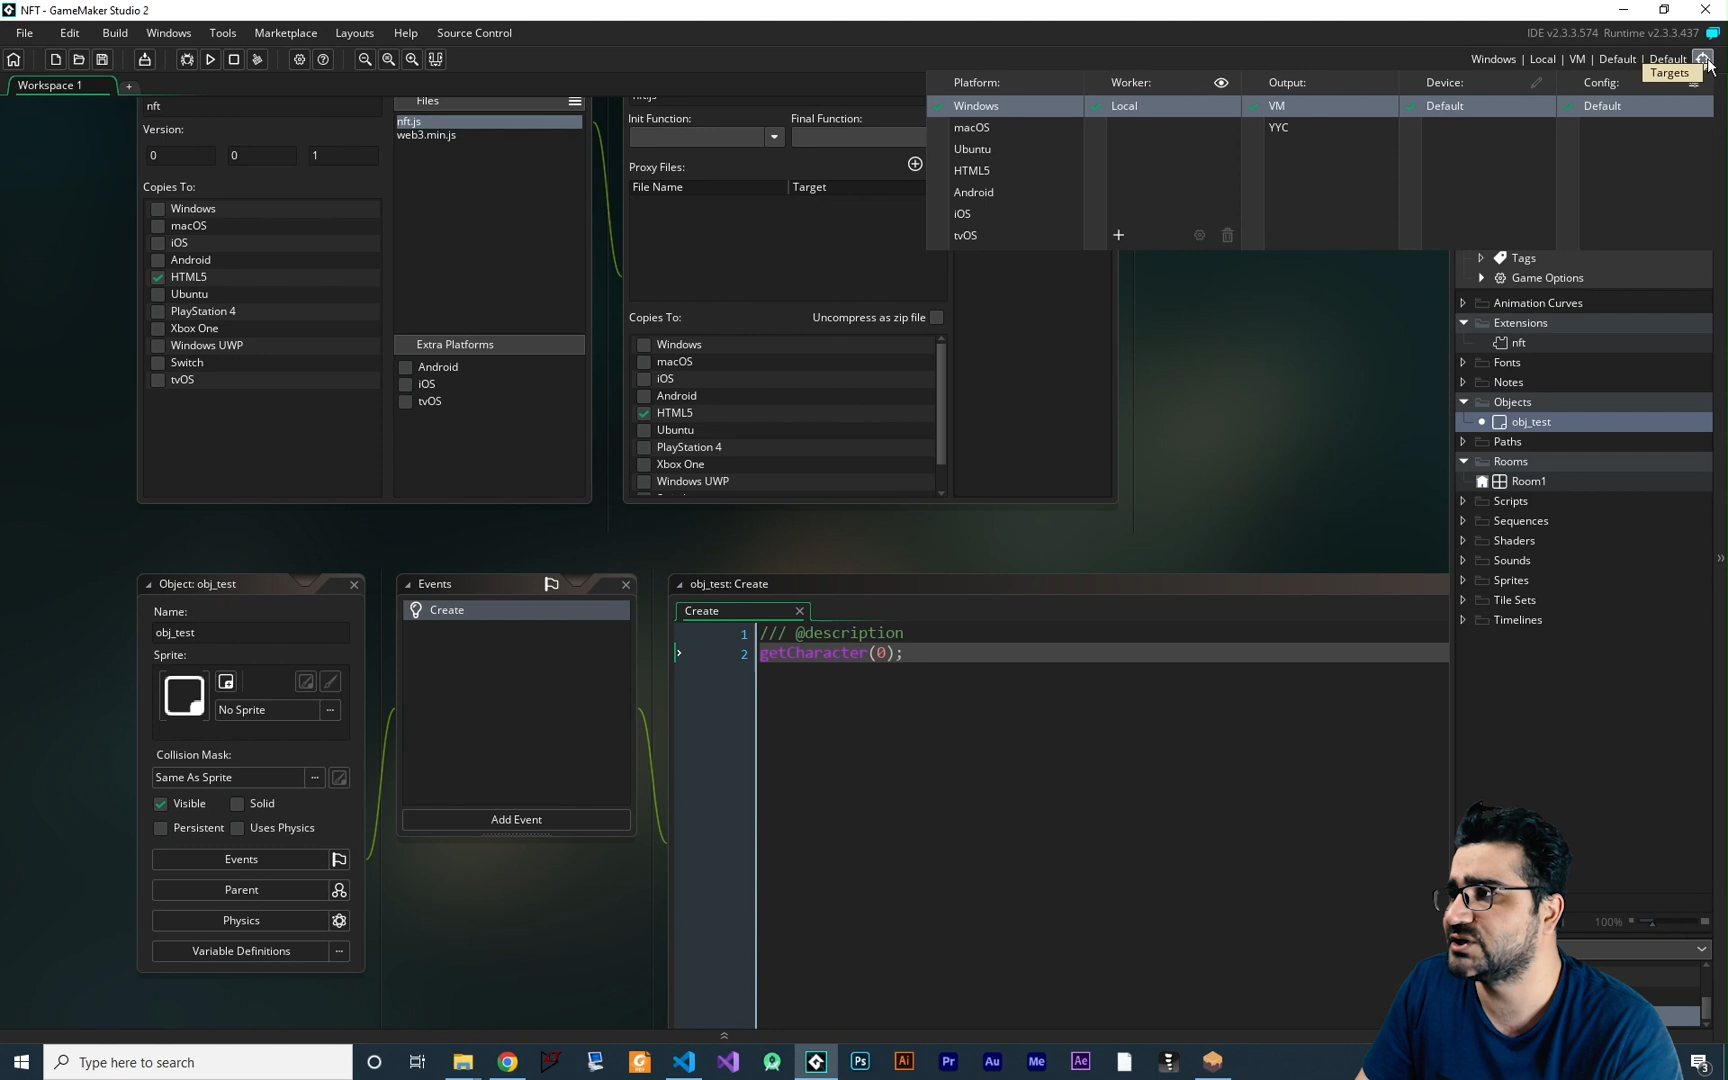 NFT - GameMaker Studio 2
File Edit Build Windows Tools Marketplace Layouts Help Source Control
IDE v2.3.3.574 Runtime v2.3.3.437
Windows | Local | VM | Default | Default
Targets
Workspace 1
nft
Version:
0 0 1
Copies To:
Windows
macOS
iOS
Android
HTML5
Ubuntu
PlayStation 4
Xbox One
Windows UWP
Switch
tvOS
Files
nft.js
web3.min.js
Extra Platforms
Android
iOS
tvOS
Init Function: Final Function:
Proxy Files:
File Name Target
Copies To: Uncompress as zip file
Windows
macOS
iOS
Android
HTML5
Ubuntu
PlayStation 4
Xbox One
Windows UWP
Platform: Worker: Output: Device: Config:
Windows Local VM Default Default
macOS YYC
Ubuntu
HTML5
Android
iOS
tvOS
Tags
Game Options
Animation Curves
Extensions
nft
Fonts
Notes
Objects
obj_test
Paths
Rooms
Room1
Scripts
Sequences
Shaders
Sounds
Sprites
Tile Sets
Timelines
100%
Object: obj_test
Name:
obj_test
Sprite:
No Sprite
Collision Mask:
Same As Sprite
Visible Solid
Persistent Uses Physics
Events
Parent
Physics
Variable Definitions
Events
Create
Add Event
obj_test: Create
Create
1 /// @description
2 getCharacter(0);
Type here to search
Ps Ai Pr Au Me Ae
3